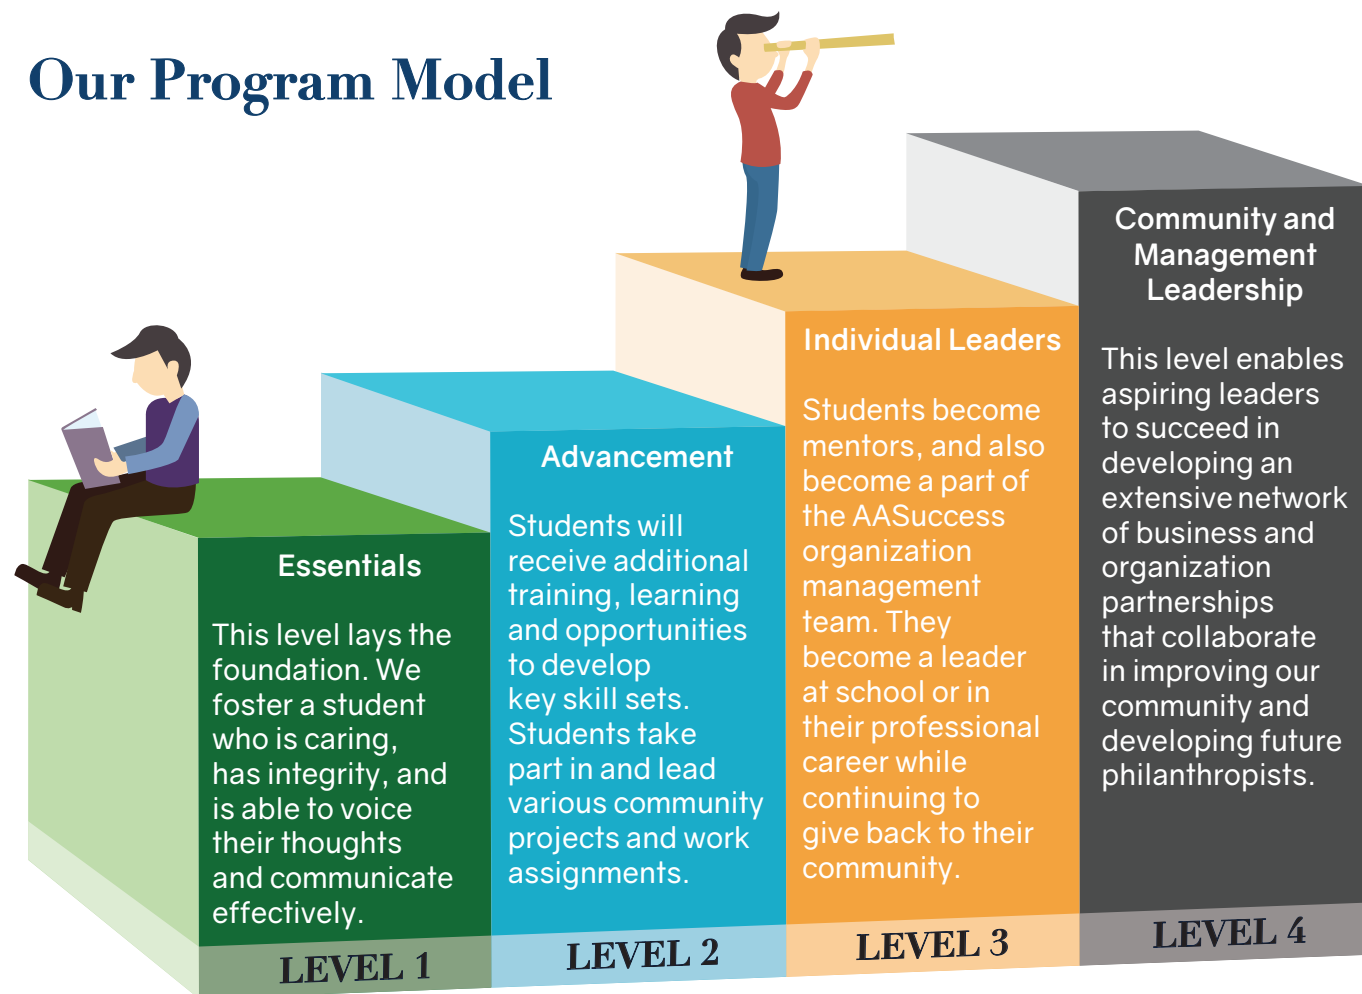 Our Program Model
Essentials
This level lays the
foundation. We
foster a student
who is caring,
has integrity, and
is able to voice
their thoughts
and communicate
effectively.
LEVEL 1
Advancement
Students will
receive additional
training, learning
and opportunities
to develop
key skill sets.
Students take
part in and lead
various community
projects and work
assignments.
LEVEL 2
Individual Leaders
Students become
mentors, and also
become a part of
the AASuccess
organization
management
team. They
become a leader
at school or in
their professional
career while
continuing to
give back to their
community.
LEVEL 3
Community and
Management
Leadership
This level enables
aspiring leaders
to succeed in
developing an
extensive network
of business and
organization
partnerships
that collaborate
in improving our
community and
developing future
philanthropists.
LEVEL 4